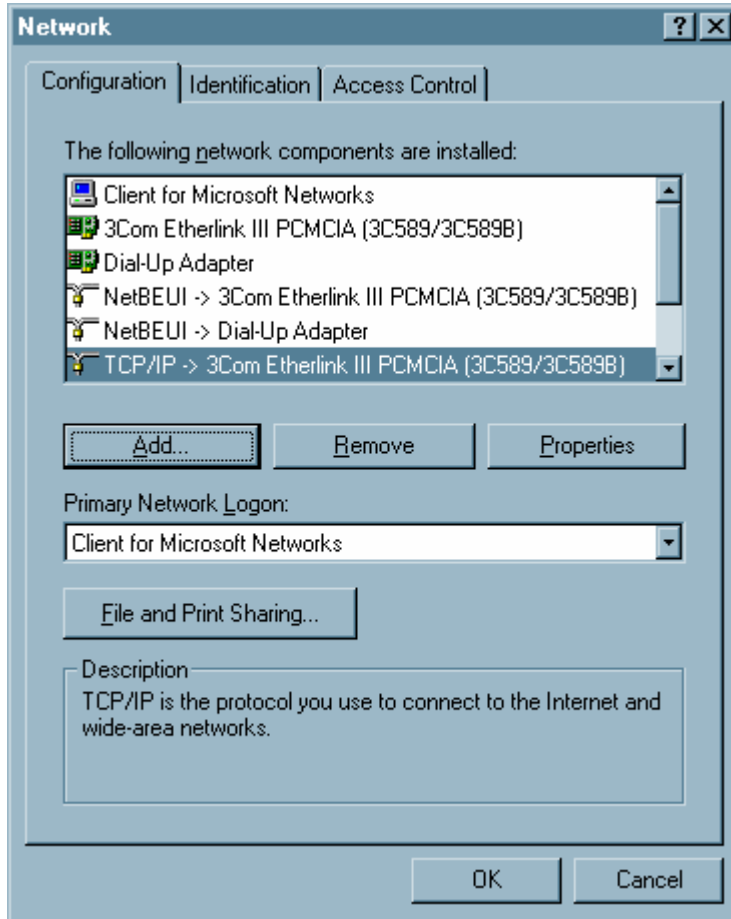 Network
Configuration
Identification
Access Control
The following network components are installed:
Client for Microsoft Networks
3Com Etherlink III PCMCIA (3C589/3C589B)
Dial-Up Adapter
NetBEUI -> 3Com Etherlink III PCMCIA (3C589/3C589B)
NetBEUI -> Dial-Up Adapter
TCP/IP -> 3Com Etherlink III PCMCIA (3C589/3C589B)
Add...
Remove
Properties
Primary Network Logon:
Client for Microsoft Networks
File and Print Sharing...
Description
TCP/IP is the protocol you use to connect to the Internet and
wide-area networks.
OK
Cancel